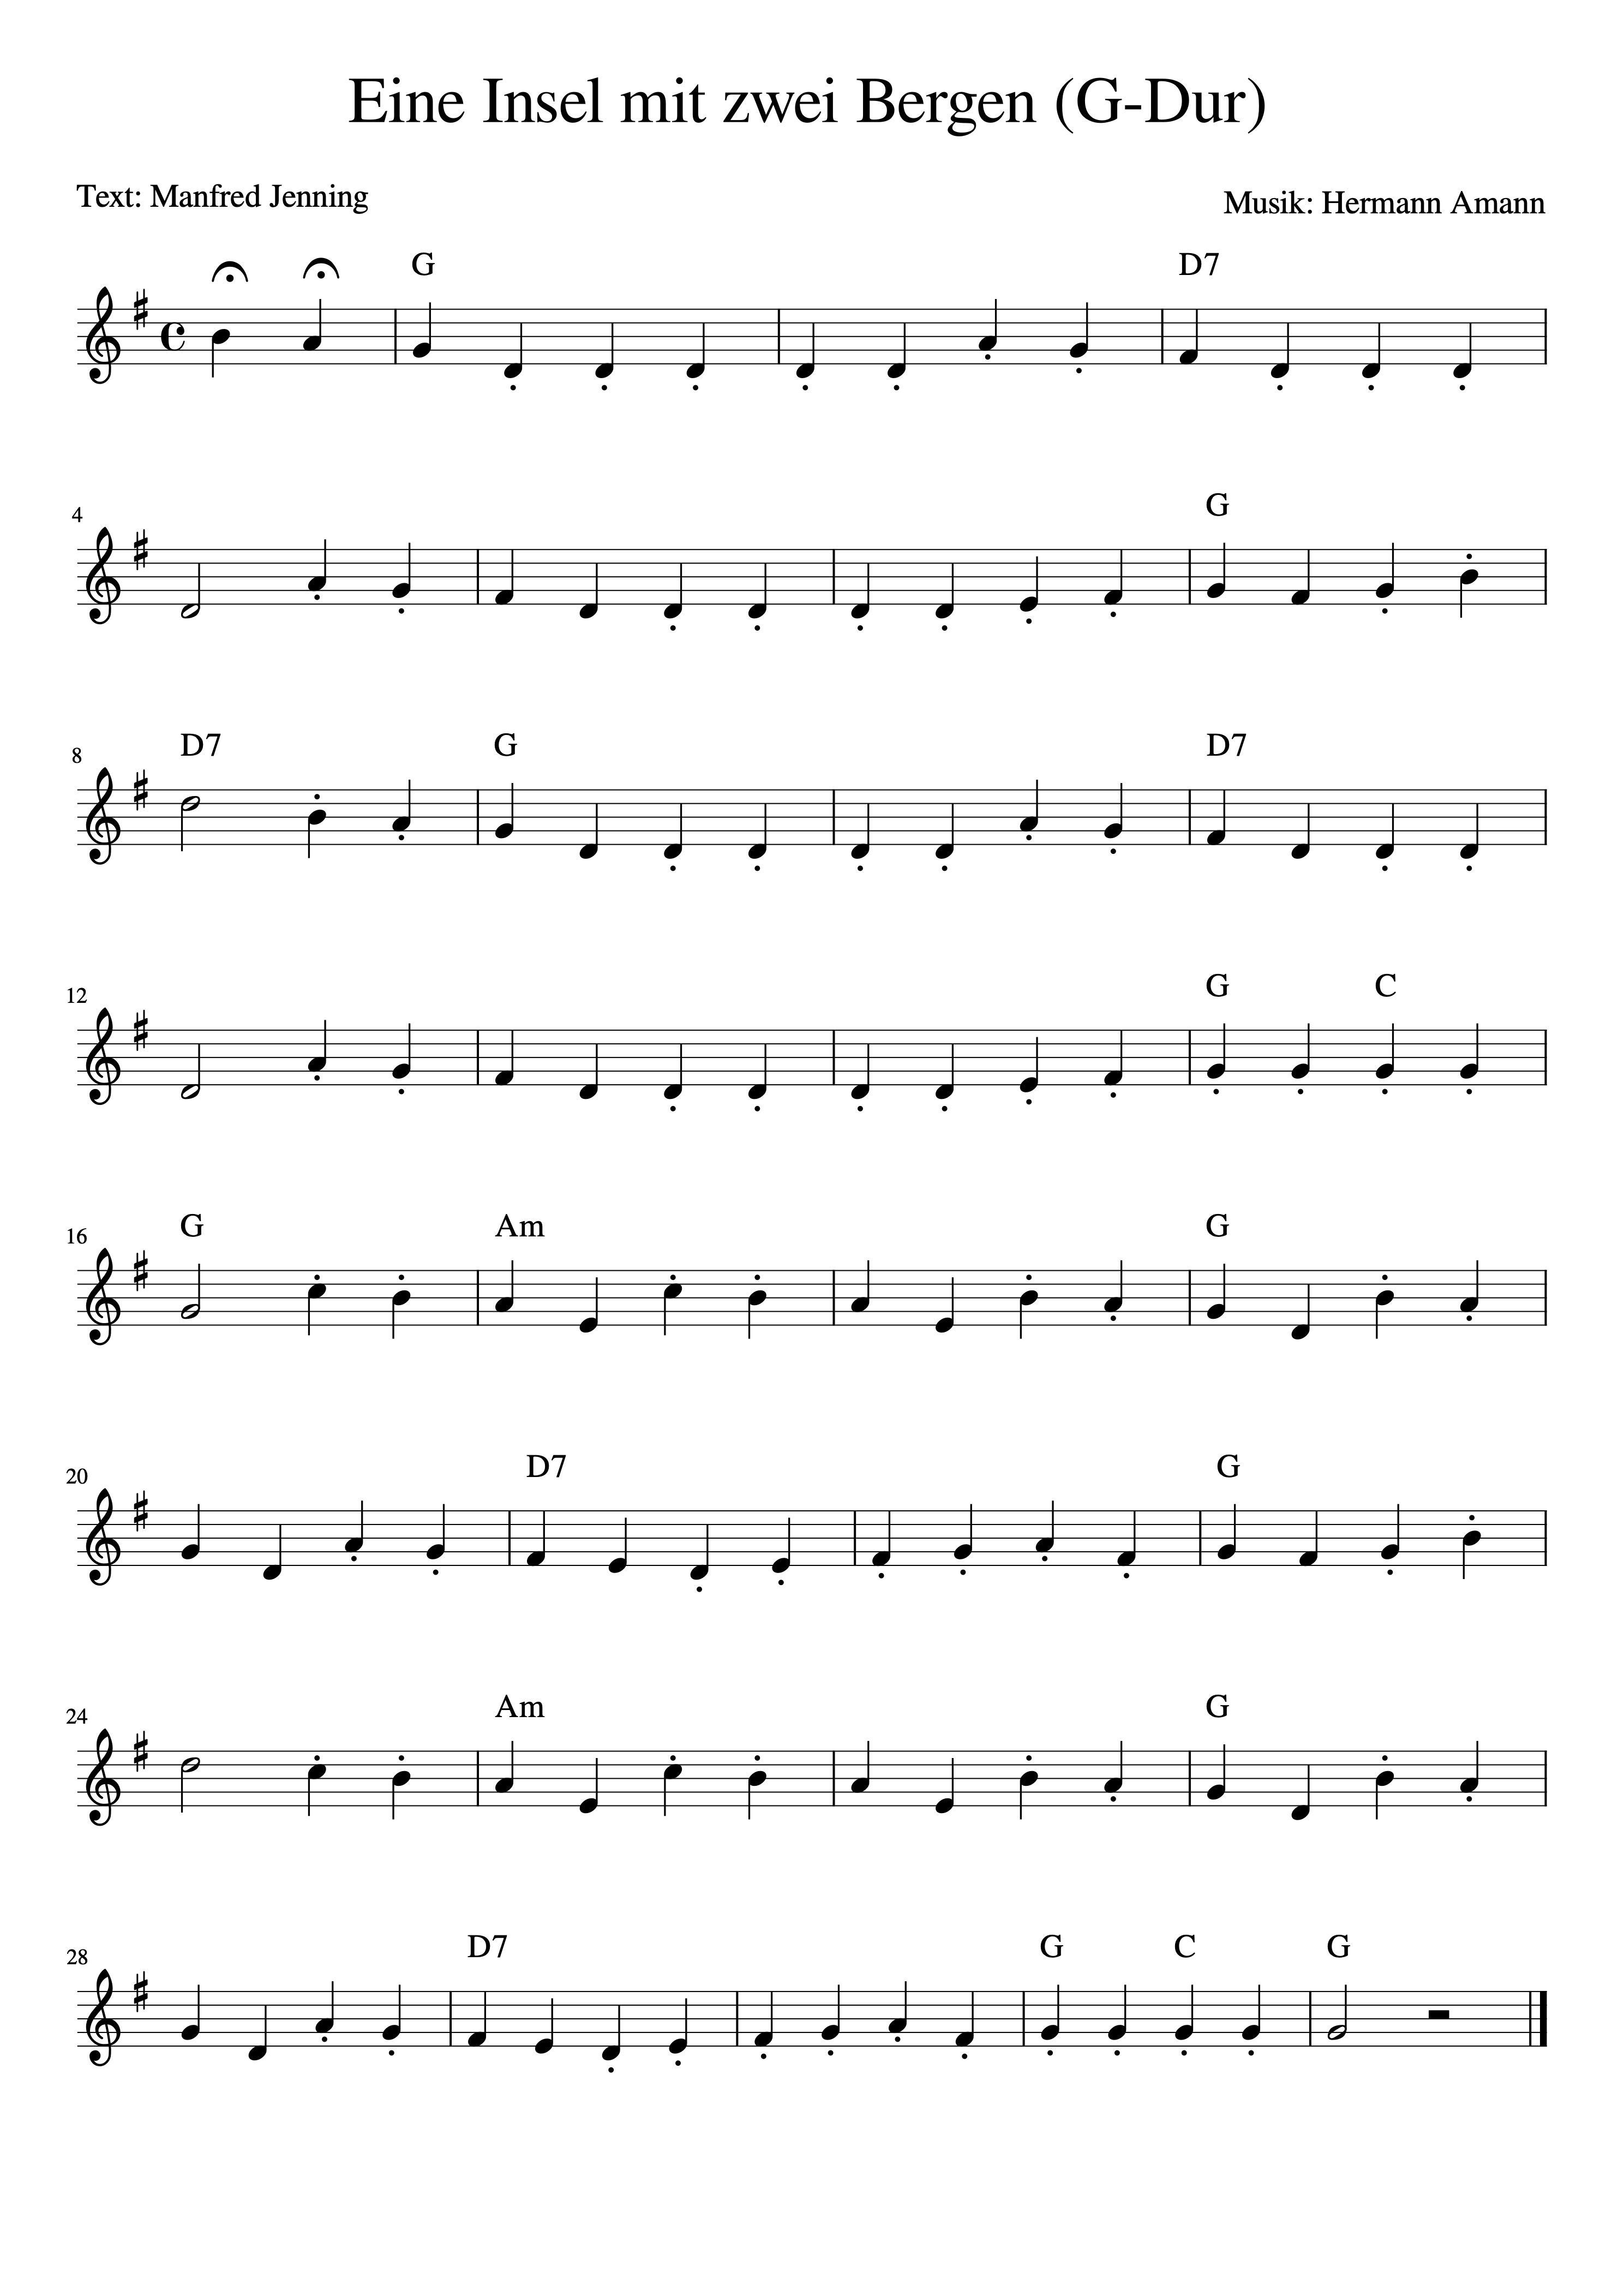 Eine Insel mit zwei Bergen (G-Dur)
Text: Manfred Jenning
Musik: Hermann Amann
G D7
4
G
8
D7 G D7
12
G C
16
G Am G
20
D7 G
24
Am G
28
D7 G C G